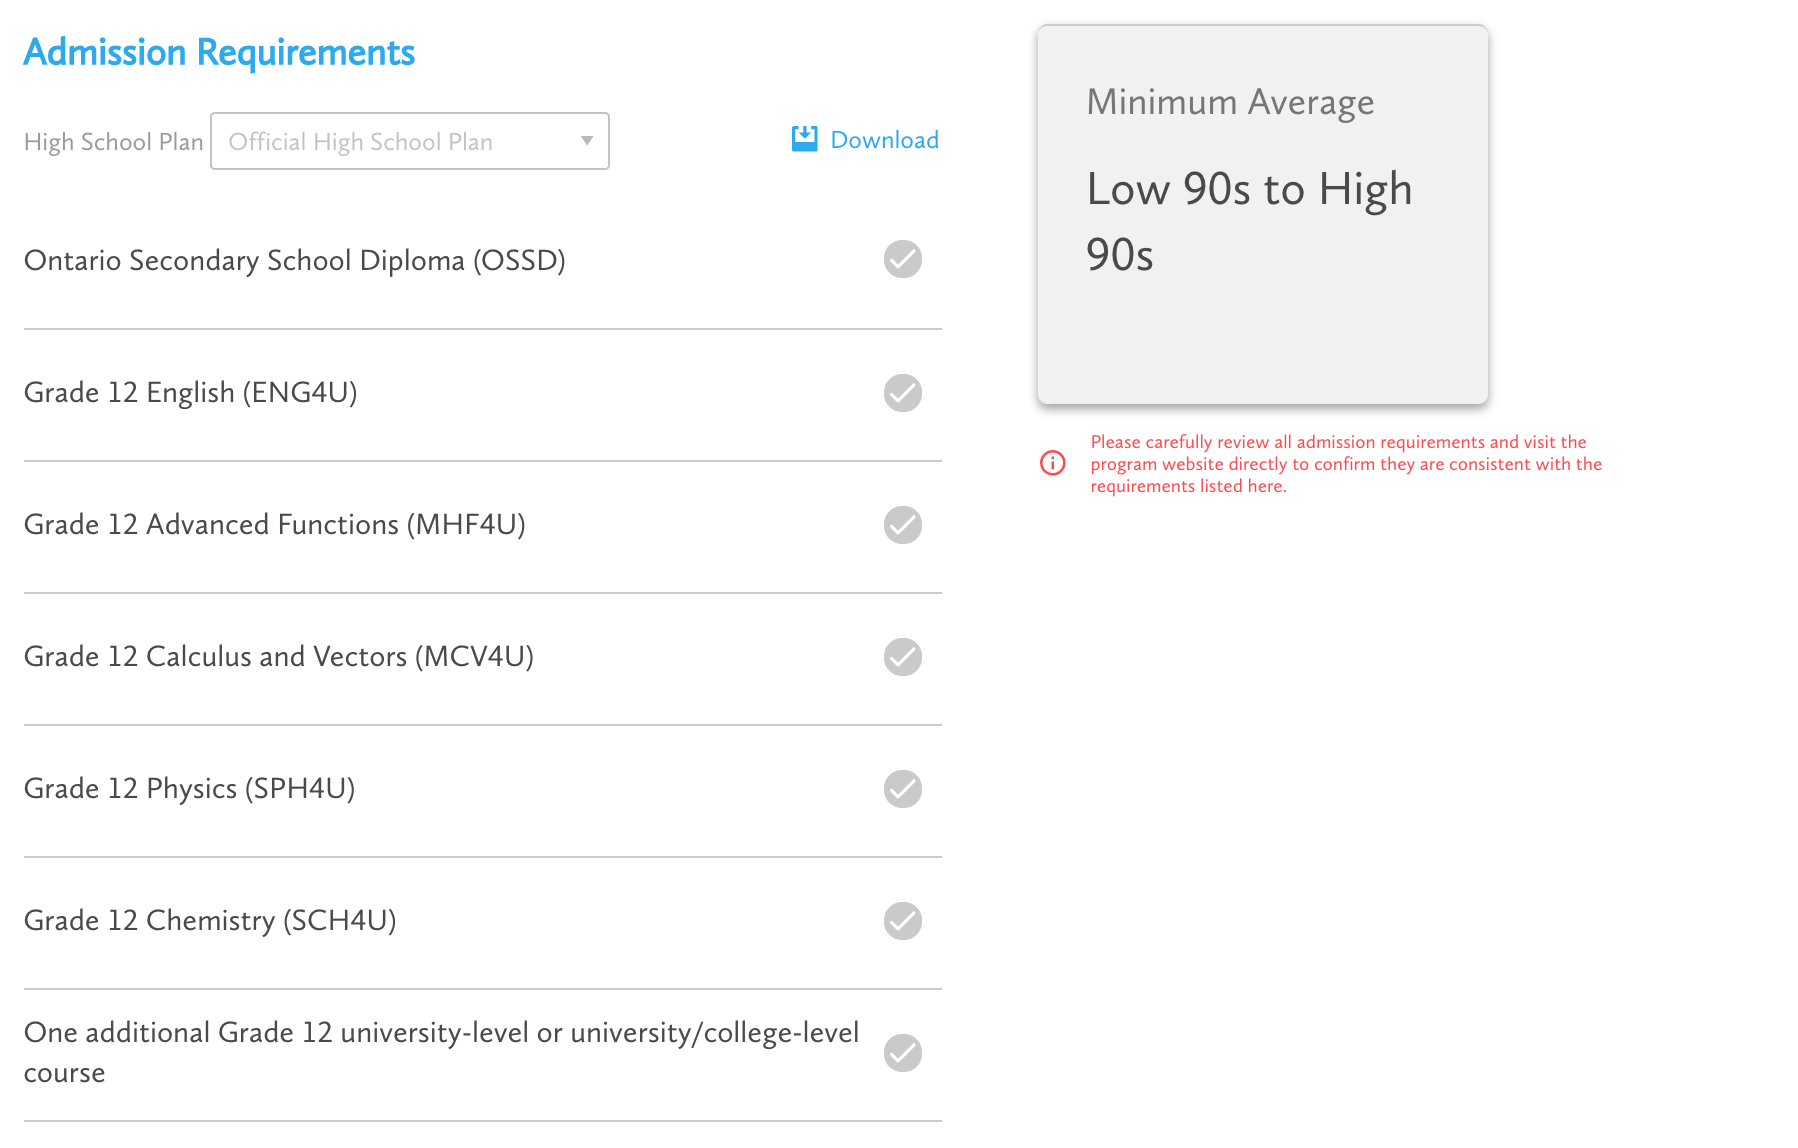 Admission Requirements
High School Plan
Official High School Plan
Download
Ontario Secondary School Diploma (OSSD)
Grade 12 English (ENG4U)
Grade 12 Advanced Functions (MHF4U)
Grade 12 Calculus and Vectors (MCV4U)
Grade 12 Physics (SPH4U)
Grade 12 Chemistry (SCH4U)
One additional Grade 12 university-level or university/college-level
course
Minimum Average
Low 90s to High
90s
Please carefully review all admission requirements and visit the
program website directly to confirm they are consistent with the
requirements listed here.